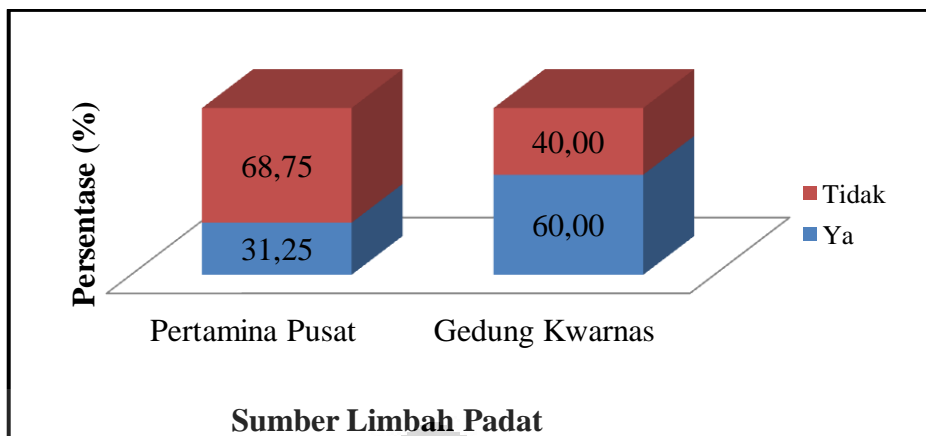 Persentase (%)
68,75
31,25
40,00
60,00
Tidak
Ya
Pertamina Pusat
Gedung Kwarnas
Sumber Limbah Padat